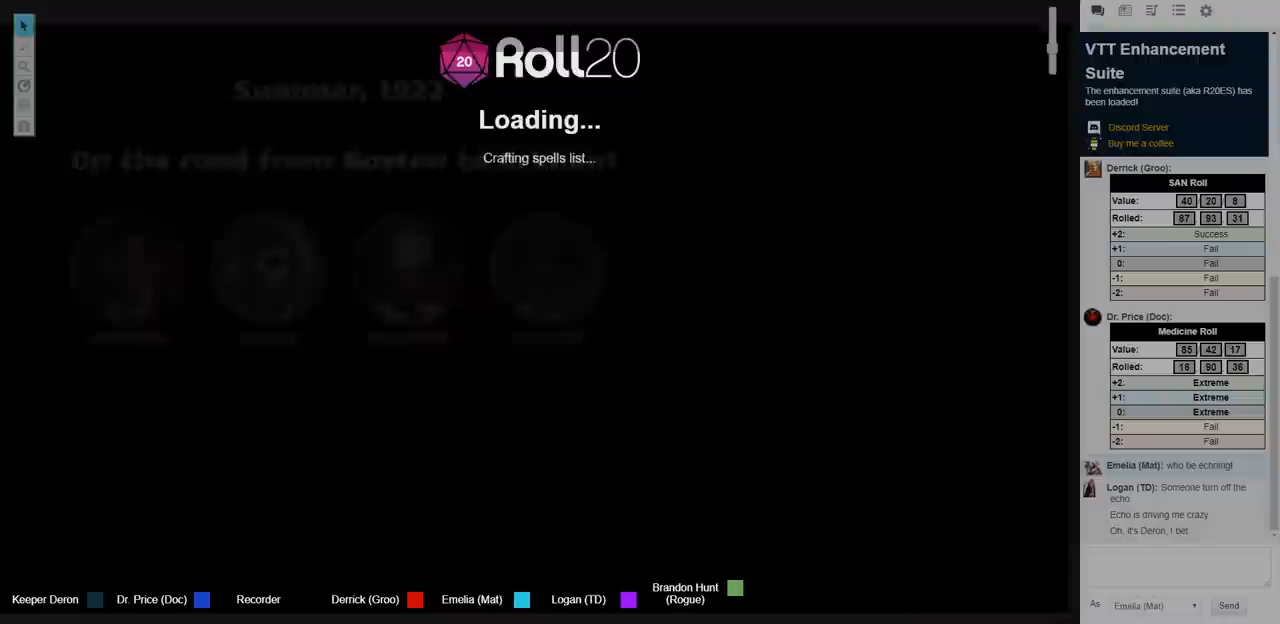 20
Roll20
Loading...
Crafting spells list...
Summer, 1922
Keeper Deron
Dr. Price (Doc)
Recorder
Derrick (Groo)
Emelia (Mat)
Logan (TD)
Brandon Hunt
(Rogue)
VTT Enhancement
Suite
The enhancement suite (aka R20ES) has
been loaded!
Discord Server
Buy me a coffee
Derrick (Groo):
SAN Roll
Value: 40 20 8
Rolled: 87 93 31
+2: Success
+1: Fail
0: Fail
-1: Fail
-2: Fail
Dr. Price (Doc):
Medicine Roll
Value: 85 42 17
Rolled: 16 90 36
+2: Extreme
+1: Extreme
0: Extreme
-1: Fail
-2: Fail
Emelia (Mat): who be echoing!
Logan (TD): Someone turn off the
echo
Echo is driving me crazy
Oh, it's Deron, I bet
As
Emelia (Mat)
Send